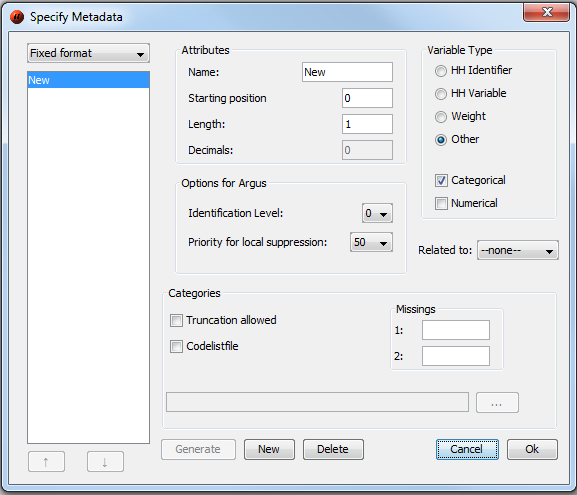 Specify Metadata
Fixed format
New
Attributes
Name: New
Starting position 0
Length: 1
Decimals: 0
Options for Argus
Identification Level: 0
Priority for local suppression: 50
Variable Type
HH Identifier
HH Variable
Weight
Other
Categorical
Numerical
Related to: --none--
Categories
Truncation allowed
Codelistfile
Missings
1:
2:
...
Generate New Delete Cancel Ok